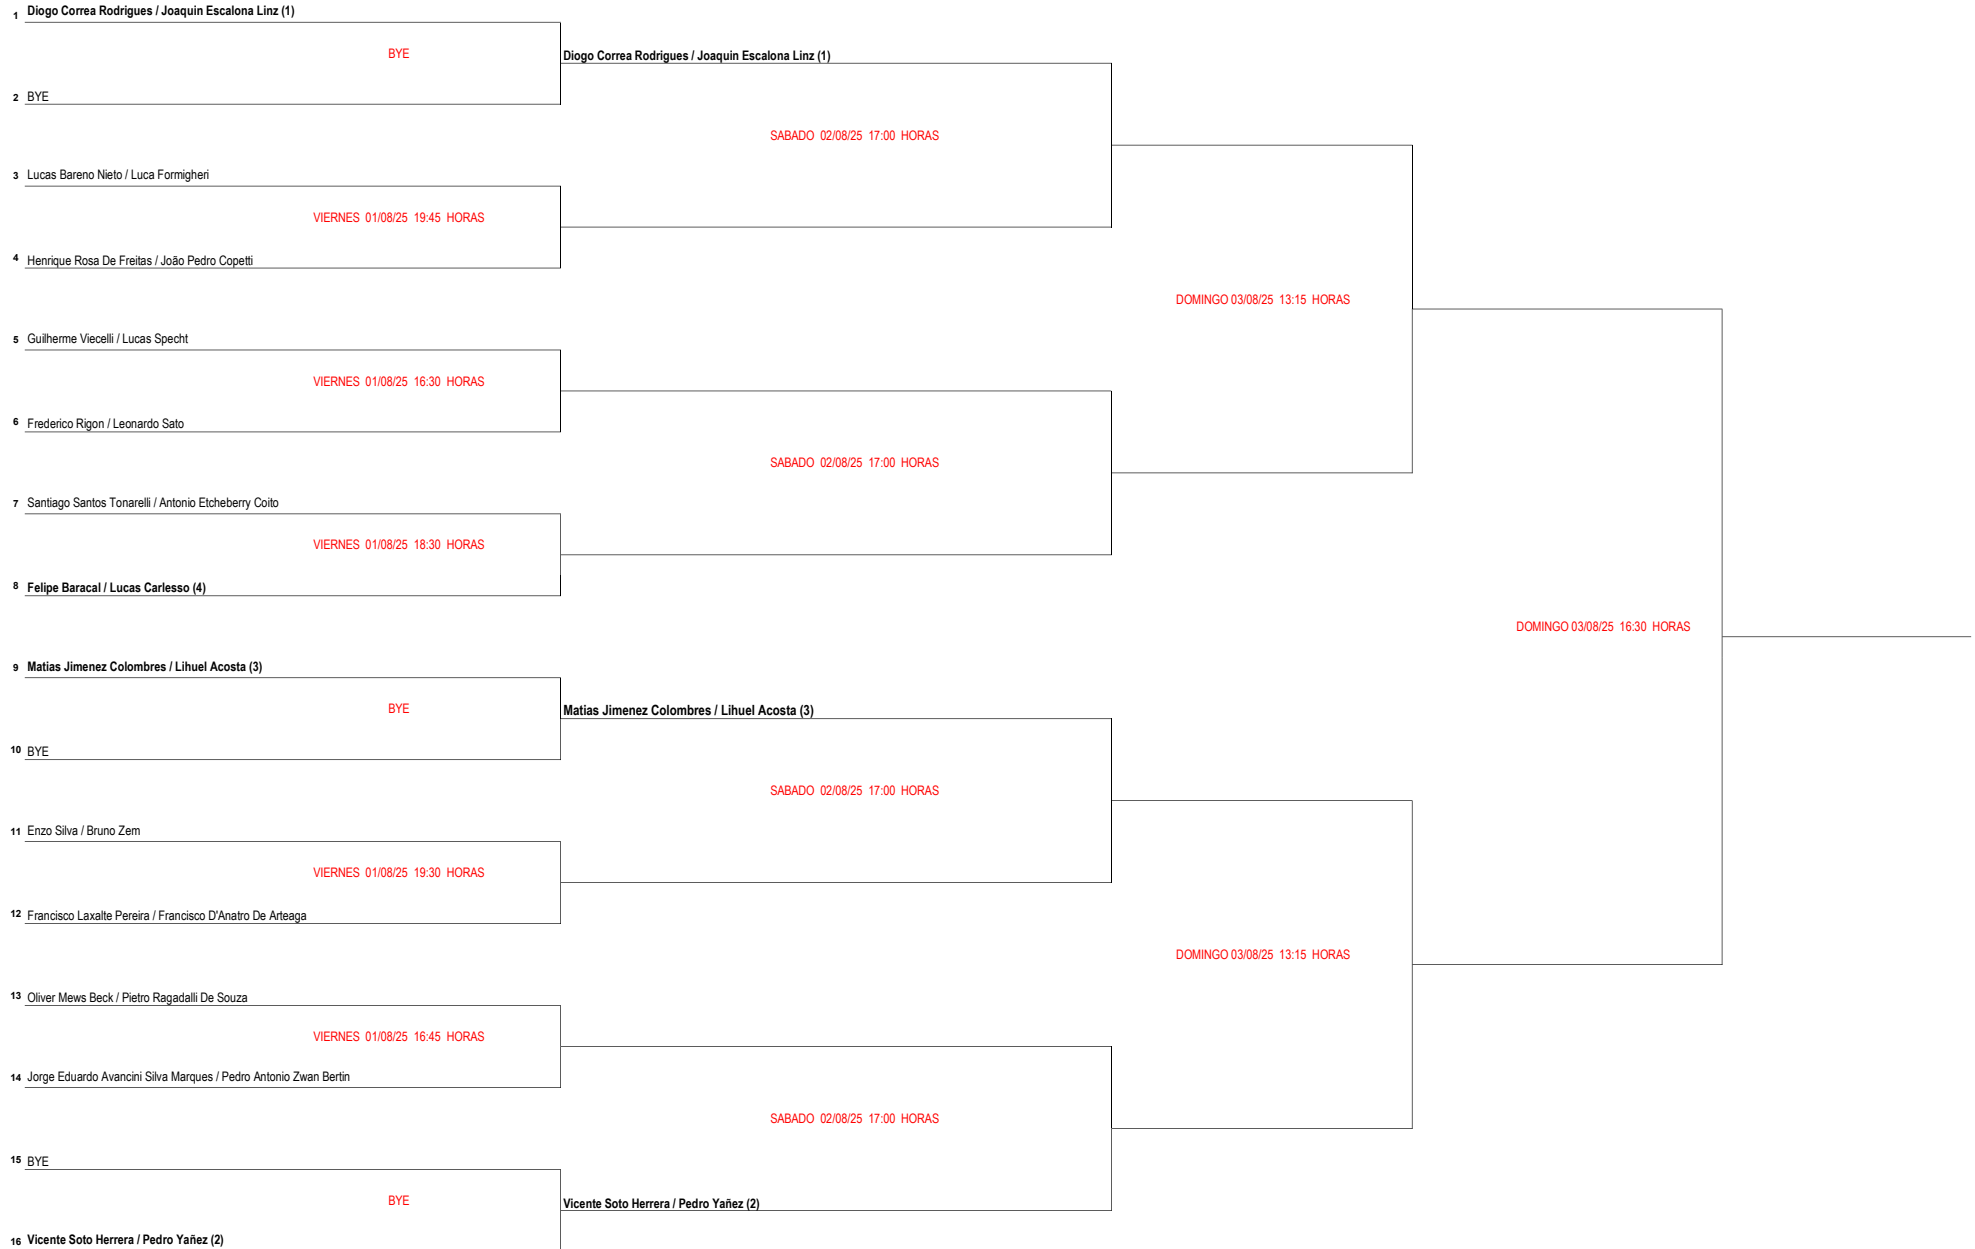 1 Diogo Correa Rodrigues / Joaquin Escalona Linz (1)
BYE
Diogo Correa Rodrigues / Joaquin Escalona Linz (1)
2 BYE
SABADO 02/08/25 17:00 HORAS
3 Lucas Bareno Nieto / Luca Formigheri
VIERNES 01/08/25 19:45 HORAS
4 Henrique Rosa De Freitas / João Pedro Copetti
DOMINGO 03/08/25 13:15 HORAS
5 Guilherme Viecelli / Lucas Specht
VIERNES 01/08/25 16:30 HORAS
6 Frederico Rigon / Leonardo Sato
SABADO 02/08/25 17:00 HORAS
7 Santiago Santos Tonarelli / Antonio Etcheberry Coito
VIERNES 01/08/25 18:30 HORAS
8 Felipe Baracal / Lucas Carlesso (4)
DOMINGO 03/08/25 16:30 HORAS
9 Matias Jimenez Colombres / Lihuel Acosta (3)
BYE
Matias Jimenez Colombres / Lihuel Acosta (3)
10 BYE
SABADO 02/08/25 17:00 HORAS
11 Enzo Silva / Bruno Zem
VIERNES 01/08/25 19:30 HORAS
12 Francisco Laxalte Pereira / Francisco D'Anatro De Arteaga
DOMINGO 03/08/25 13:15 HORAS
13 Oliver Mews Beck / Pietro Ragadalli De Souza
VIERNES 01/08/25 16:45 HORAS
14 Jorge Eduardo Avancini Silva Marques / Pedro Antonio Zwan Bertin
SABADO 02/08/25 17:00 HORAS
15 BYE
BYE
Vicente Soto Herrera / Pedro Yañez (2)
16 Vicente Soto Herrera / Pedro Yañez (2)